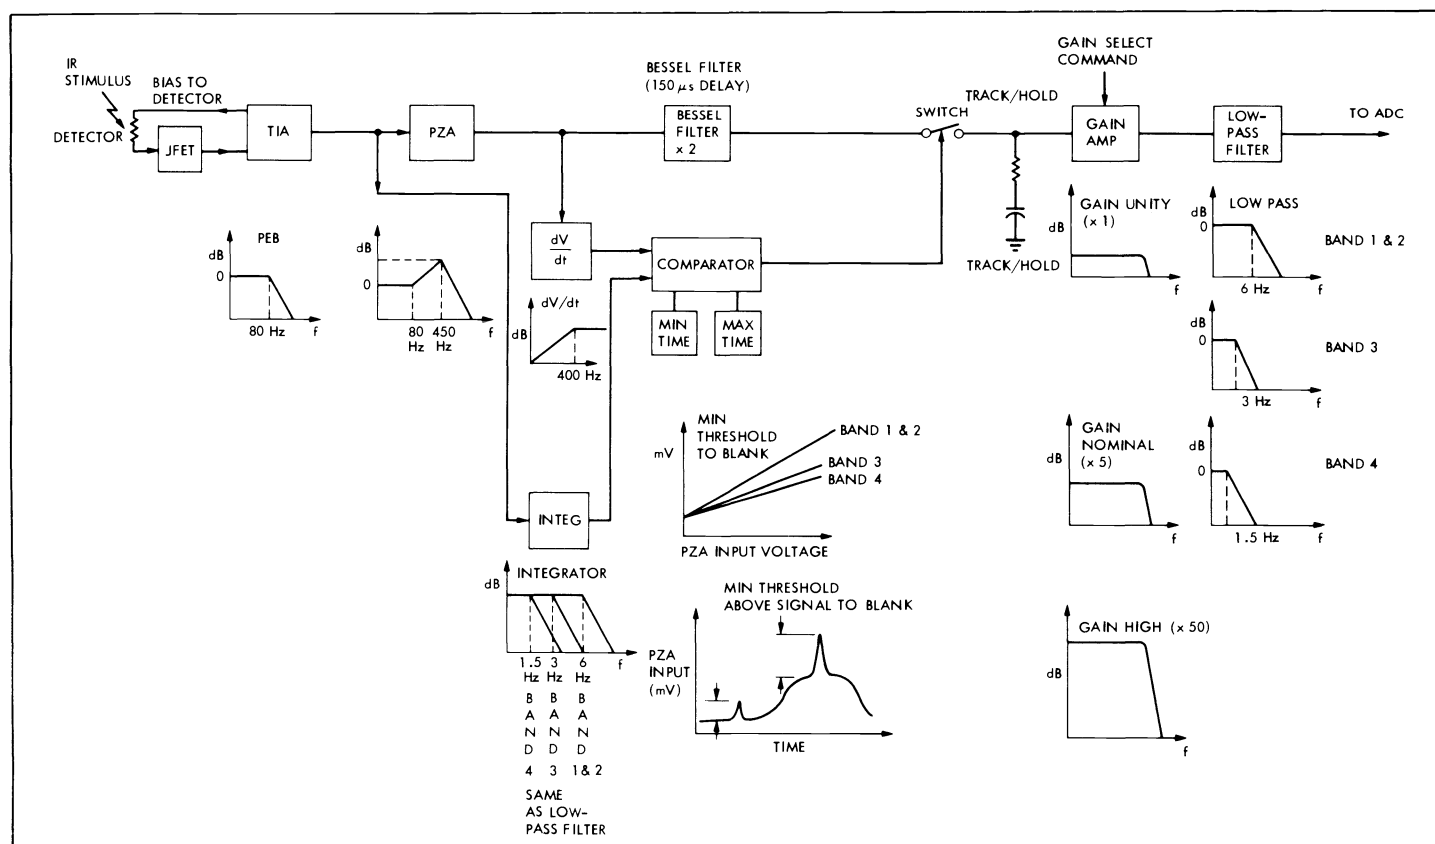 IR
STIMULUS
BIAS TO
DETECTOR
DETECTOR
JFET
TIA
PZA
BESSEL FILTER
(150 μs DELAY)
BESSEL
FILTER
x 2
SWITCH
TRACK/HOLD
GAIN SELECT
COMMAND
GAIN
AMP
LOW-
PASS
FILTER
TO ADC
TRACK/HOLD
dV
dt
COMPARATOR
MIN
TIME
MAX
TIME
PEB
dB
0
80 Hz
f
dB
0
80
Hz
450
Hz
f
dV/dt
dB
400 Hz
GAIN UNITY
(x 1)
dB
f
LOW PASS
dB
0
6 Hz
f
BAND 1 & 2
dB
0
3 Hz
f
BAND 3
GAIN
NOMINAL
(x 5)
dB
f
dB
0
1.5 Hz
f
BAND 4
MIN
THRESHOLD
TO BLANK
mV
BAND 1 & 2
BAND 3
BAND 4
PZA INPUT VOLTAGE
INTEG
INTEGRATOR
dB
1.5
Hz
3
Hz
6
Hz
f
BAND 4
BAND 3
BAND 1 & 2
SAME
AS LOW-
PASS FILTER
MIN THRESHOLD
ABOVE SIGNAL TO BLANK
PZA
INPUT
(mV)
TIME
GAIN HIGH (x 50)
dB
f